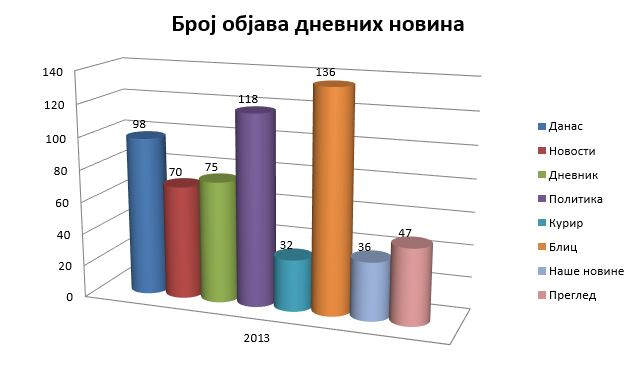 Број објава дневних новина
140
120
100
80
60
40
20
0
98
70
75
118
32
136
36
47
2013
Данас
Новости
Дневник
Политика
Курир
Блиц
Наше новине
Преглед